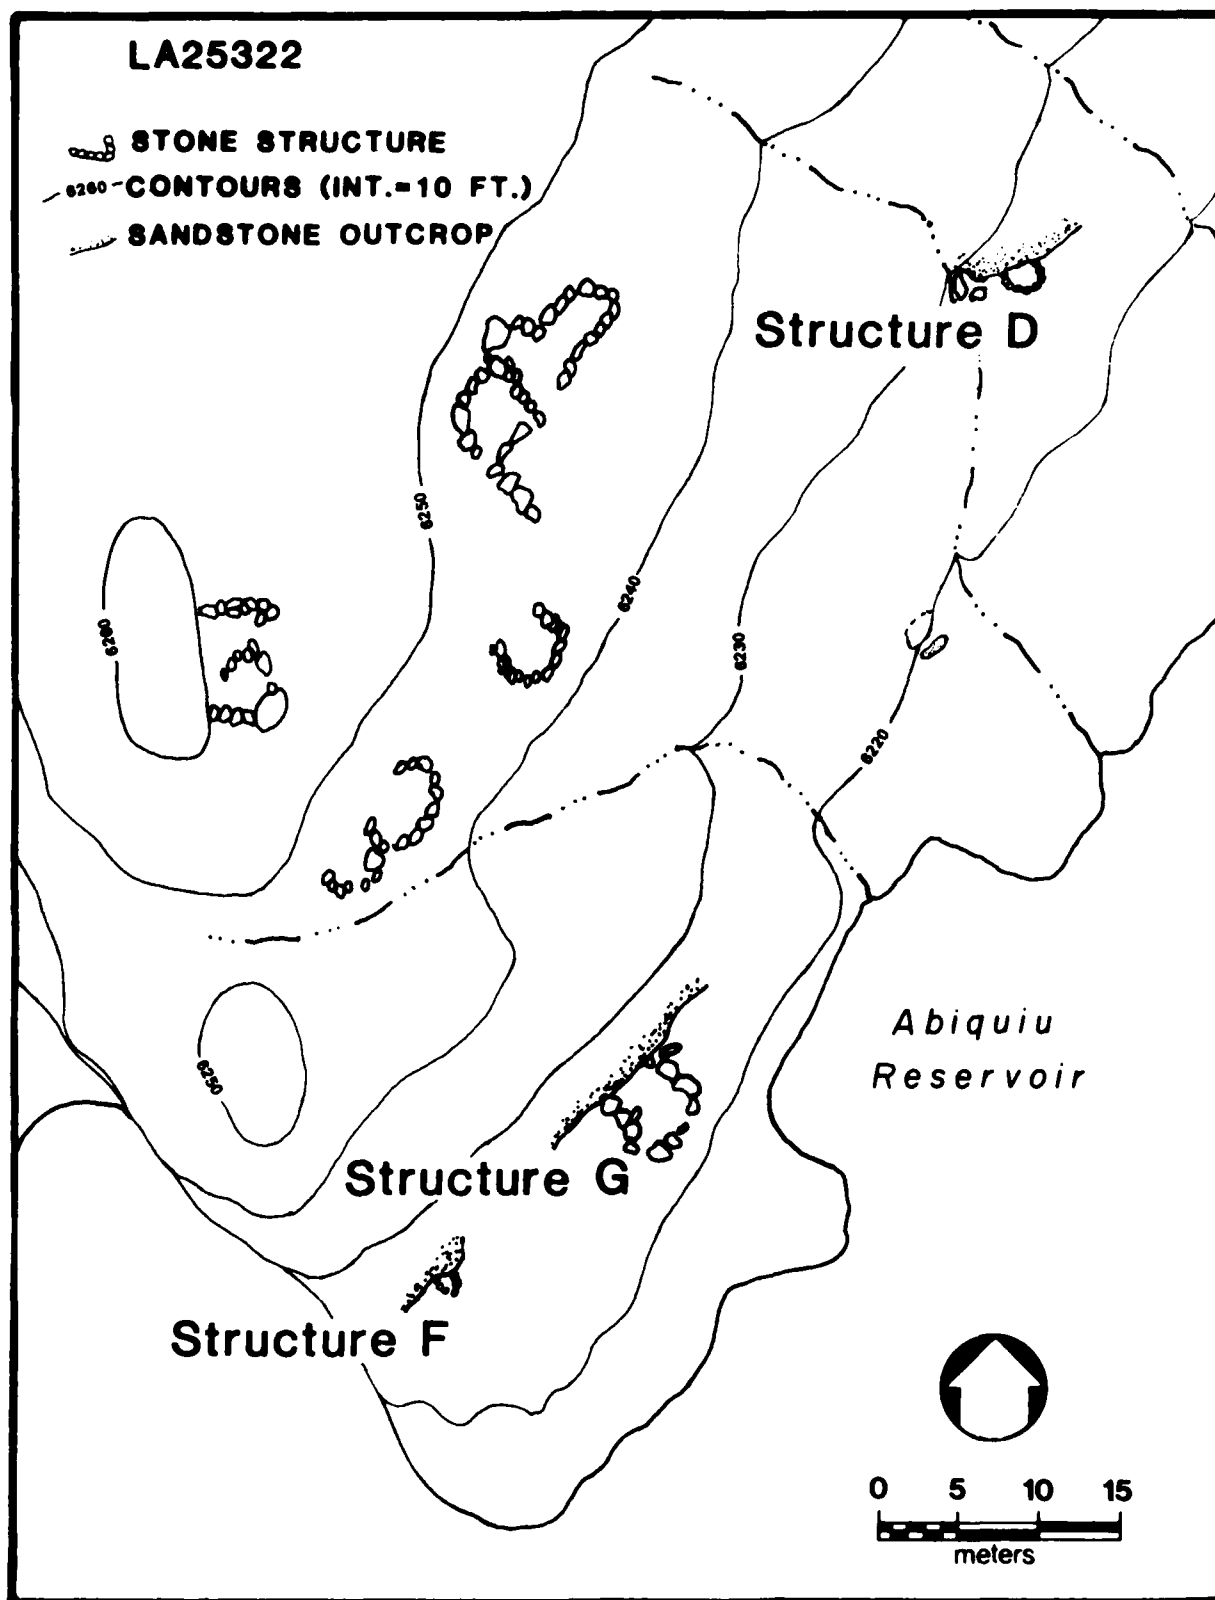 LA25322
STONE STRUCTURE
6260 CONTOURS (INT.=10 FT.)
SANDSTONE OUTCROP
Structure D
6250
6240
6260
6230
6220
Abiquiu
Reservoir
6250
Structure G
Structure F
0 5 10 15
meters